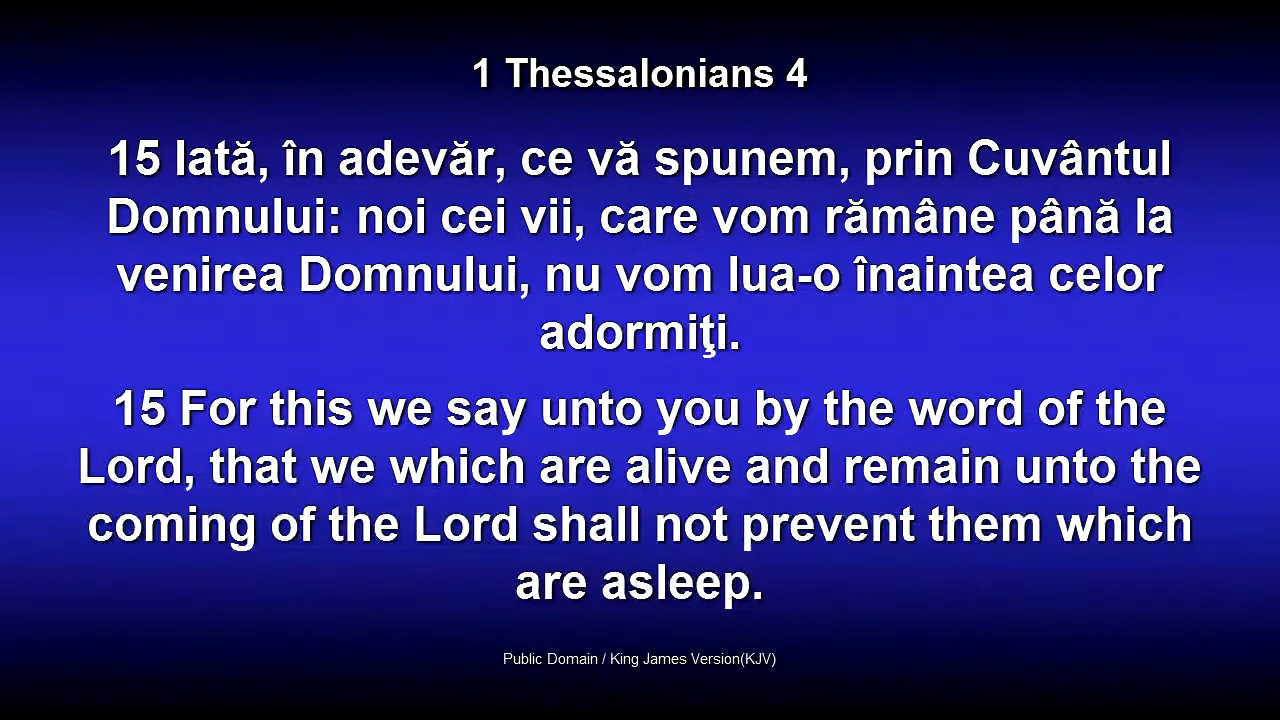 1 Thessalonians 4
15 Iată, în adevăr, ce vă spunem, prin Cuvântul
Domnului: noi cei vii, care vom rămâne până la
venirea Domnului, nu vom lua-o înaintea celor
adormiţi.
15 For this we say unto you by the word of the
Lord, that we which are alive and remain unto the
coming of the Lord shall not prevent them which
are asleep.
Public Domain / King James Version(KJV)